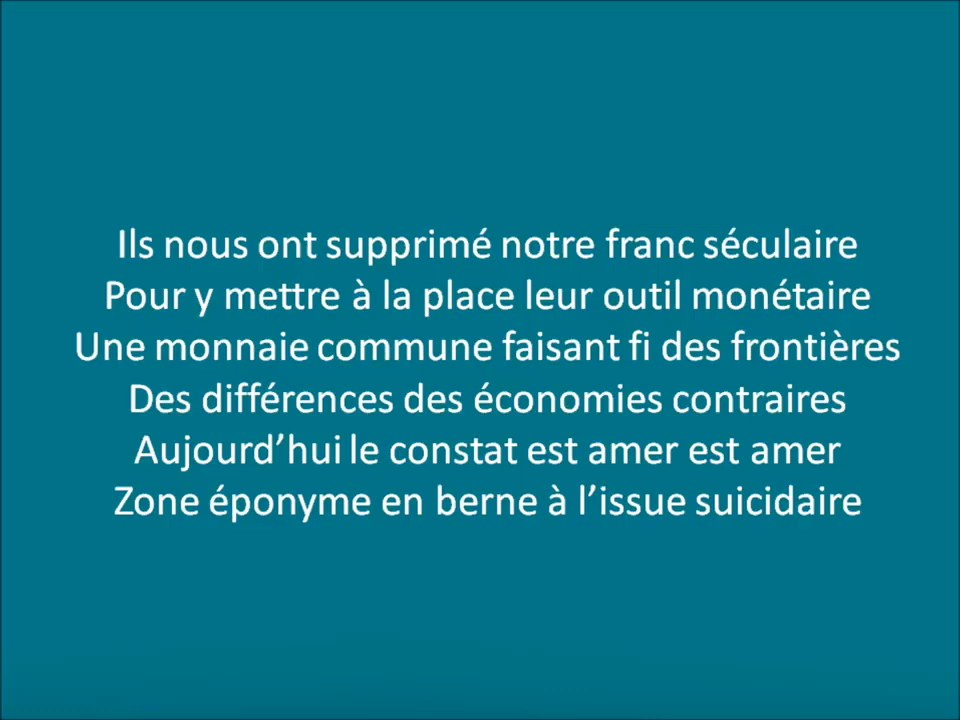 Ils nous ont supprimé notre franc séculaire
Pour y mettre à la place leur outil monétaire
Une monnaie commune faisant fi des frontières
Des différences des économies contraires
Aujourd’hui le constat est amer est amer
Zone éponyme en berne à l’issue suicidaire